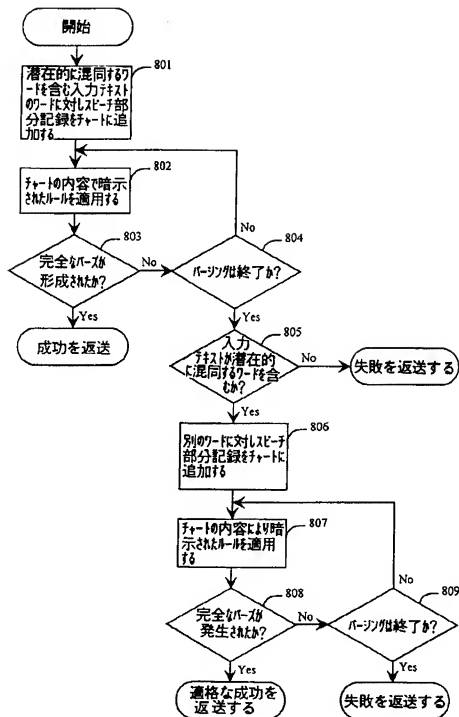 開始
801
潜在的に混同するワー
ドを含む入力テキスト
のワードに対しスピーチ部
分記録をチャートに追
加する
802
チャートの内容で暗示
されたルールを適用する
803
完全なパーズが
形成されたか?
No
Yes
成功を返送
804
パージングは終了か?
No
Yes
805
入力
テキストが潜在的
に混同するワードを含
むか?
No
失敗を返送する
Yes
806
別のワードに対しスピーチ
部分記録をチャートに
追加する
807
チャートの内容により暗
示されたルールを適用
する
808
完全なパーズが
発生されたか?
No
Yes
適格な成功を
返送する
809
パージングは終了か?
No
Yes
失敗を返送する